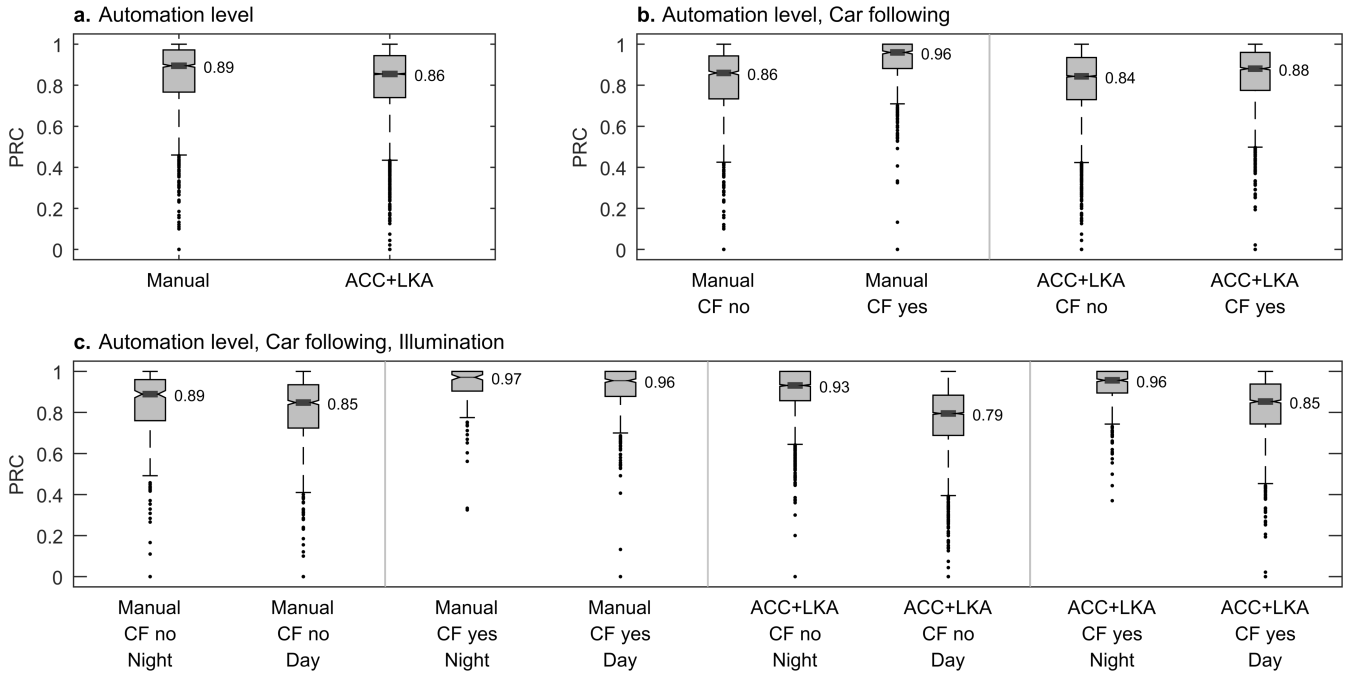 a. Automation level
PRC
1
0.8
0.6
0.4
0.2
0
0.89
0.86
Manual
ACC+LKA
b. Automation level, Car following
PRC
1
0.8
0.6
0.4
0.2
0
0.86
0.96
0.84
0.88
Manual
CF no
Manual
CF yes
ACC+LKA
CF no
ACC+LKA
CF yes
c. Automation level, Car following, Illumination
PRC
1
0.8
0.6
0.4
0.2
0
0.89
0.85
0.97
0.96
0.93
0.79
0.96
0.85
Manual
CF no
Night
Manual
CF no
Day
Manual
CF yes
Night
Manual
CF yes
Day
ACC+LKA
CF no
Night
ACC+LKA
CF no
Day
ACC+LKA
CF yes
Night
ACC+LKA
CF yes
Day